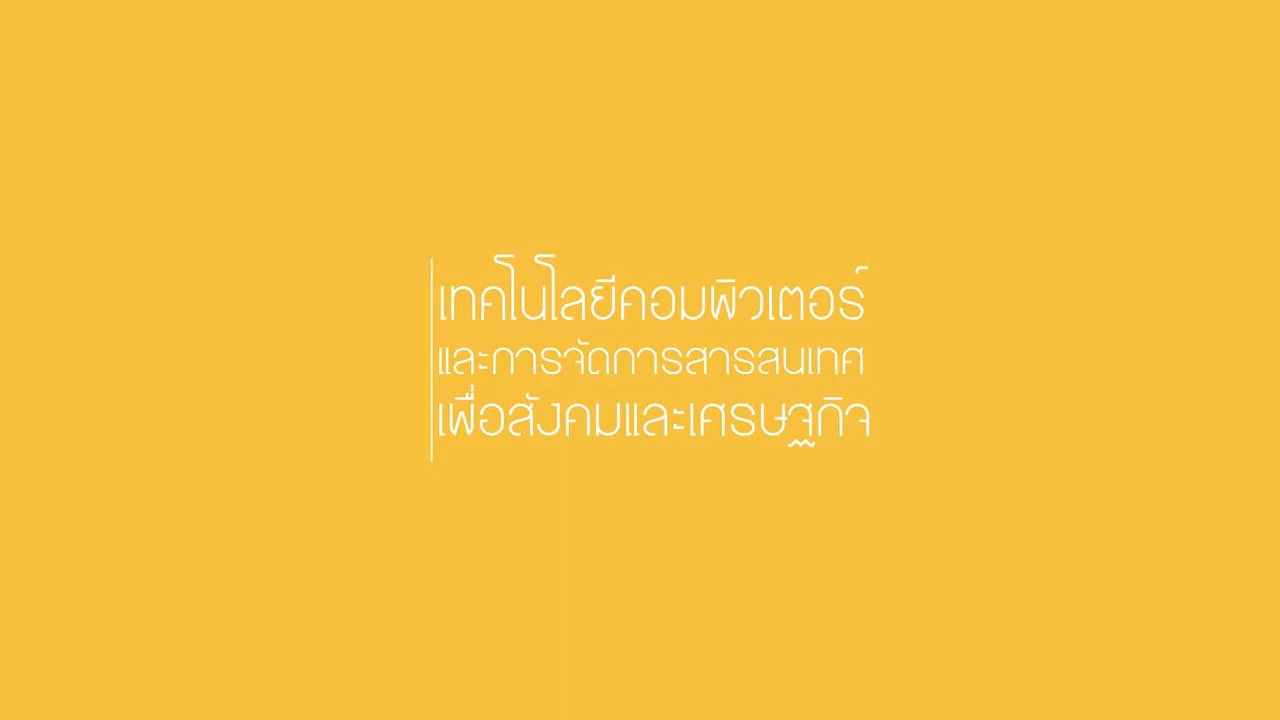 เทคโนโลยีคอมพิวเตอร์
และการจัดการสารสนเทศ
เพื่อสังคมและเศรษฐกิจ